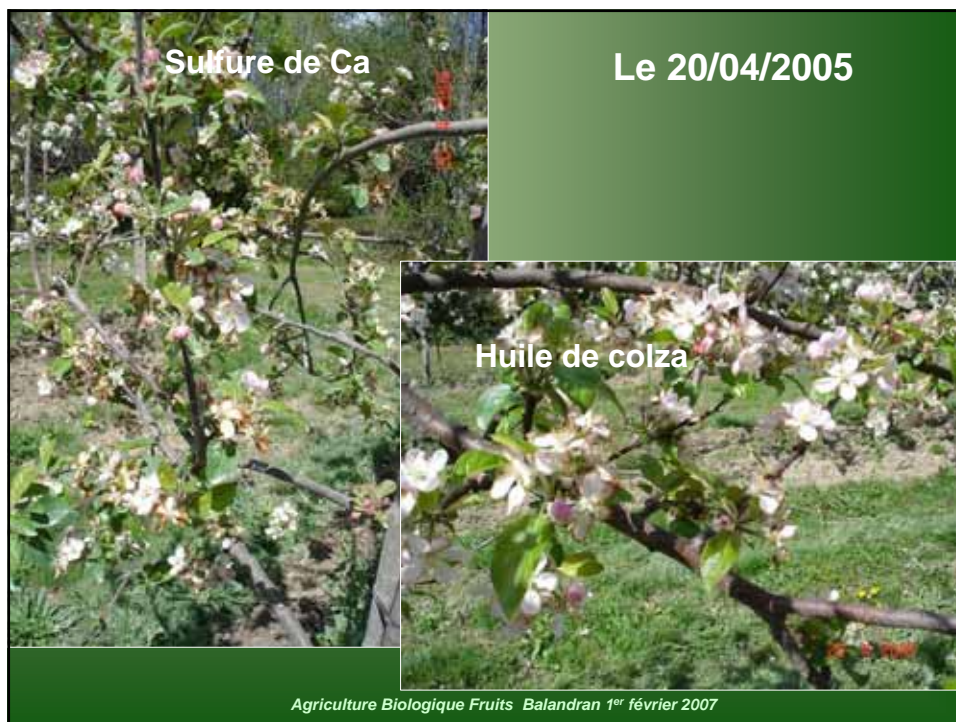 Sulfure de Ca
Le 20/04/2005
Huile de colza
Agriculture Biologique Fruits Balandran 1er février 2007